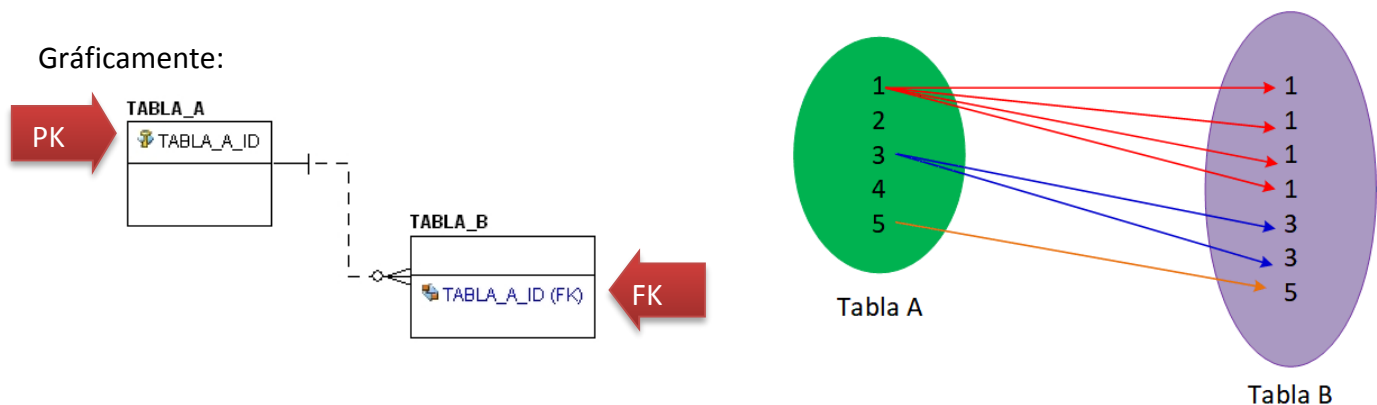 Gráficamente:
PK
TABLA_A
TABLA_A_ID
TABLA_B
TABLA_A_ID (FK)
FK
1
2
3
4
5
Tabla A
1
1
1
1
3
3
5
Tabla B